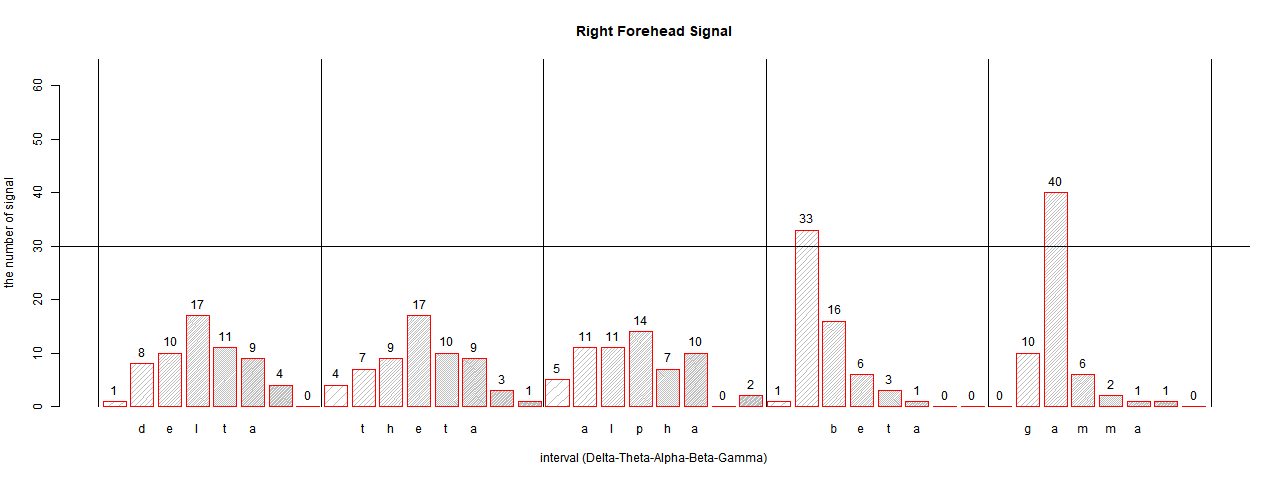 Right Forehead Signal
the number of signal
60
50
40
30
20
10
0
1 8 10 17 11 9 4 0 4 7 9 17 10 9 3 1 5 11 11 14 7 10 0 2 1 33 16 6 3 1 0 0 0 10 40 6 2 1 1 0
d e l t a t h e t a a l p h a b e t a g a m m a
interval (Delta-Theta-Alpha-Beta-Gamma)